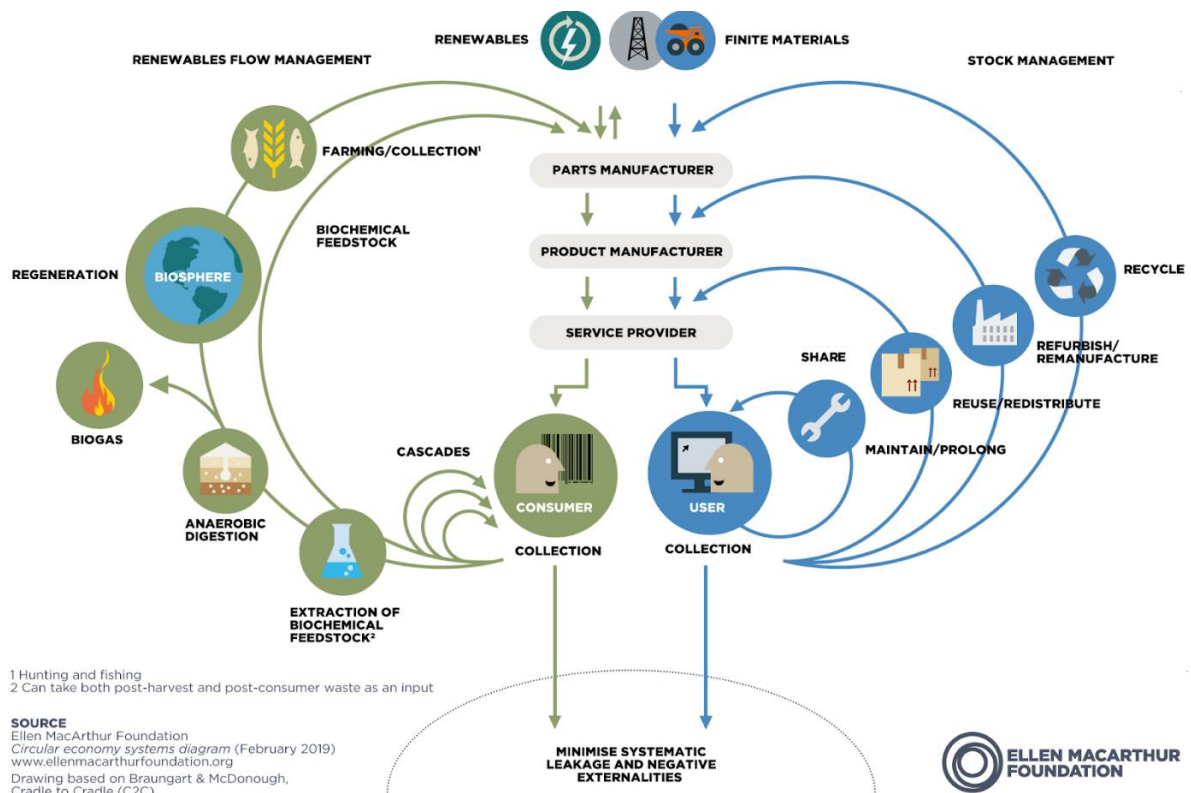 RENEWABLES
FINITE MATERIALS
RENEWABLES FLOW MANAGEMENT
STOCK MANAGEMENT
FARMING/COLLECTION¹
PARTS MANUFACTURER
BIOCHEMICAL
FEEDSTOCK
PRODUCT MANUFACTURER
REGENERATION
BIOSPHERE
RECYCLE
SERVICE PROVIDER
SHARE
REFURBISH/
REMANUFACTURE
REUSE/REDISTRIBUTE
BIOGAS
CASCADES
MAINTAIN/PROLONG
CONSUMER
USER
ANAEROBIC
DIGESTION
COLLECTION
COLLECTION
EXTRACTION OF
BIOCHEMICAL
FEEDSTOCK²
1 Hunting and fishing
2 Can take both post-harvest and post-consumer waste as an input
SOURCE
Ellen MacArthur Foundation
Circular economy systems diagram (February 2019)
www.ellenmacarthurfoundation.org
Drawing based on Braungart & McDonough,
Cradle to Cradle (C2C)
MINIMISE SYSTEMATIC
LEAKAGE AND NEGATIVE
EXTERNALITIES
ELLEN MACARTHUR
FOUNDATION